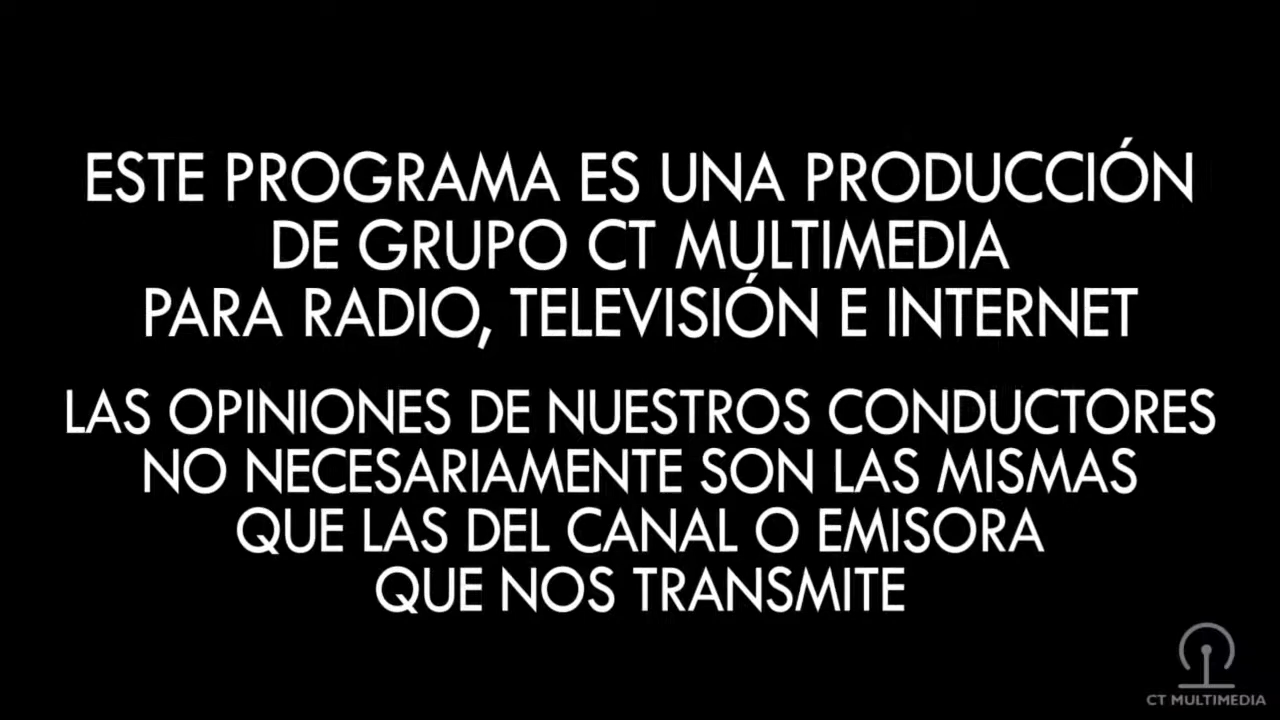 ESTE PROGRAMA ES UNA PRODUCCIÓN
DE GRUPO CT MULTIMEDIA
PARA RADIO, TELEVISIÓN E INTERNET
LAS OPINIONES DE NUESTROS CONDUCTORES
NO NECESARIAMENTE SON LAS MISMAS
QUE LAS DEL CANAL O EMISORA
QUE NOS TRANSMITE
CT MULTIMEDIA